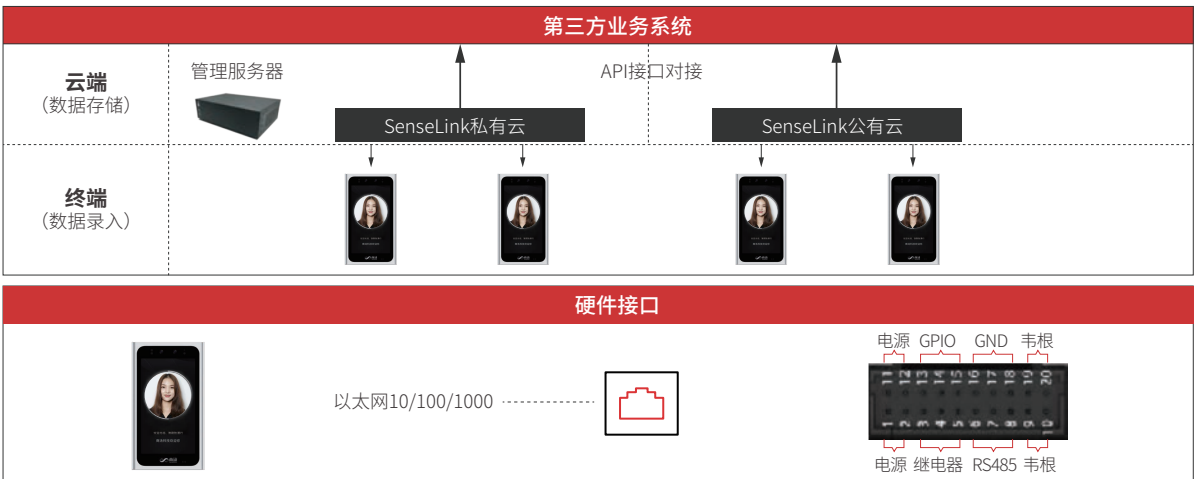 第三方业务系统
云端
（数据存储）
管理服务器
API接口对接
SenseLink私有云
SenseLink公有云
终端
（数据录入）
硬件接口
以太网10/100/1000
电源 GPIO GND 韦根
11 12 13 14 15 16 17 18 19 20
1 2 3 4 5 6 7 8 9 10
电源 继电器 RS485 韦根